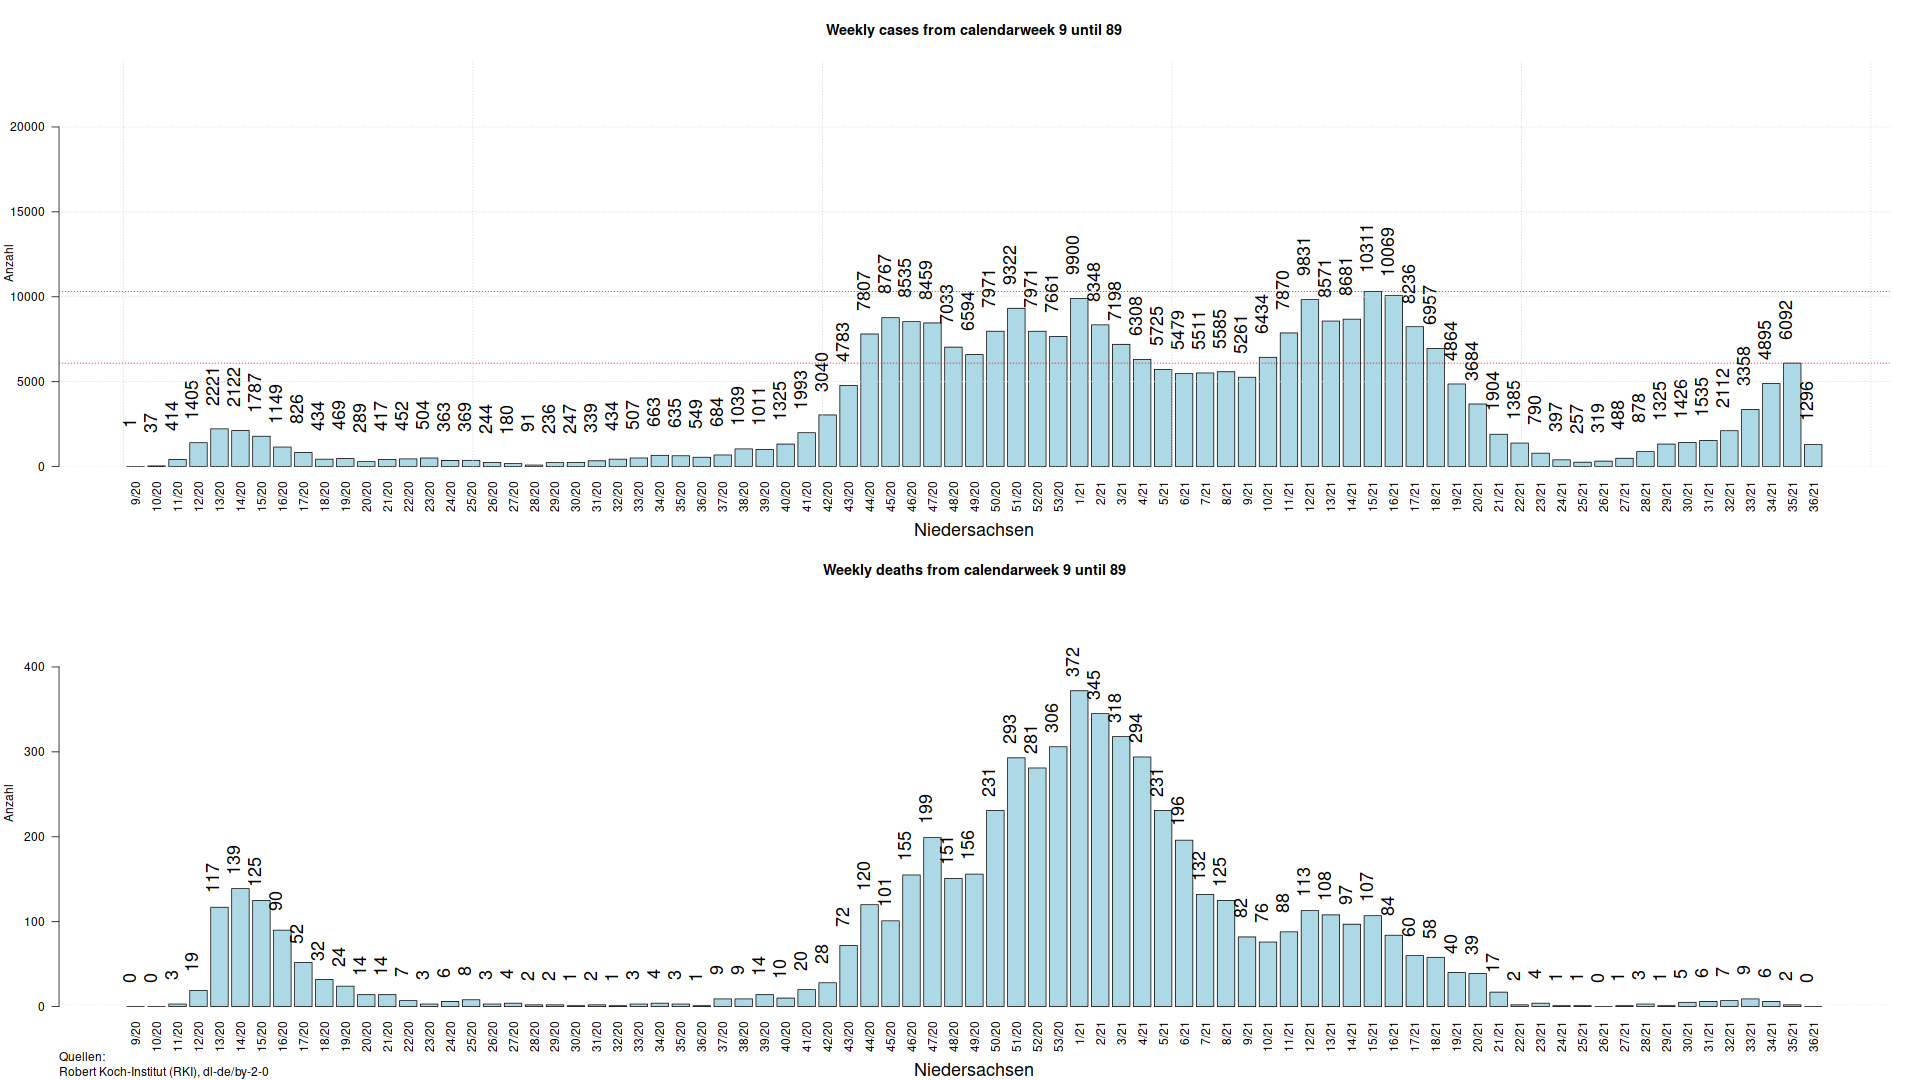 Weekly cases from calendarweek 9 until 89
Anzahl
20000
15000
10000
5000
0
1 37 414 1405 2221 2122 1787 1149 826 434 469 289 417 452 504 363 369 244 180 91 236 247 339 434 507 663 635 549 684 1039 1011 1325 1993 3040 4783 7807 8767 8535 8459 7033 6594 7971 9322 7971 7661 9900 8348 7198 6308 5725 5479 5511 5585 5261 6434 7870 9831 8571 8681 10311 10069 8236 6957 4864 3684 1904 1385 790 397 257 319 488 878 1325 1426 1535 2112 3358 4895 6092 1296
9/20 10/20 11/20 12/20 13/20 14/20 15/20 16/20 17/20 18/20 19/20 20/20 21/20 22/20 23/20 24/20 25/20 26/20 27/20 28/20 29/20 30/20 31/20 32/20 33/20 34/20 35/20 36/20 37/20 38/20 39/20 40/20 41/20 42/20 43/20 44/20 45/20 46/20 47/20 48/20 49/20 50/20 51/20 52/20 53/20 1/21 2/21 3/21 4/21 5/21 6/21 7/21 8/21 9/21 10/21 11/21 12/21 13/21 14/21 15/21 16/21 17/21 18/21 19/21 20/21 21/21 22/21 23/21 24/21 25/21 26/21 27/21 28/21 29/21 30/21 31/21 32/21 33/21 34/21 35/21 36/21
Niedersachsen
Weekly deaths from calendarweek 9 until 89
Anzahl
400
300
200
100
0
0 0 3 19 117 139 125 90 52 32 24 14 14 7 3 6 8 3 4 2 2 1 2 1 3 4 3 1 9 9 14 10 20 28 72 120 101 155 199 151 156 231 293 281 306 372 345 318 294 231 196 132 125 82 76 88 113 108 97 107 84 60 58 40 39 17 2 4 1 1 0 1 3 1 5 6 7 9 6 2 0
9/20 10/20 11/20 12/20 13/20 14/20 15/20 16/20 17/20 18/20 19/20 20/20 21/20 22/20 23/20 24/20 25/20 26/20 27/20 28/20 29/20 30/20 31/20 32/20 33/20 34/20 35/20 36/20 37/20 38/20 39/20 40/20 41/20 42/20 43/20 44/20 45/20 46/20 47/20 48/20 49/20 50/20 51/20 52/20 53/20 1/21 2/21 3/21 4/21 5/21 6/21 7/21 8/21 9/21 10/21 11/21 12/21 13/21 14/21 15/21 16/21 17/21 18/21 19/21 20/21 21/21 22/21 23/21 24/21 25/21 26/21 27/21 28/21 29/21 30/21 31/21 32/21 33/21 34/21 35/21 36/21
Niedersachsen
Quellen:
Robert Koch-Institut (RKI), dl-de/by-2-0